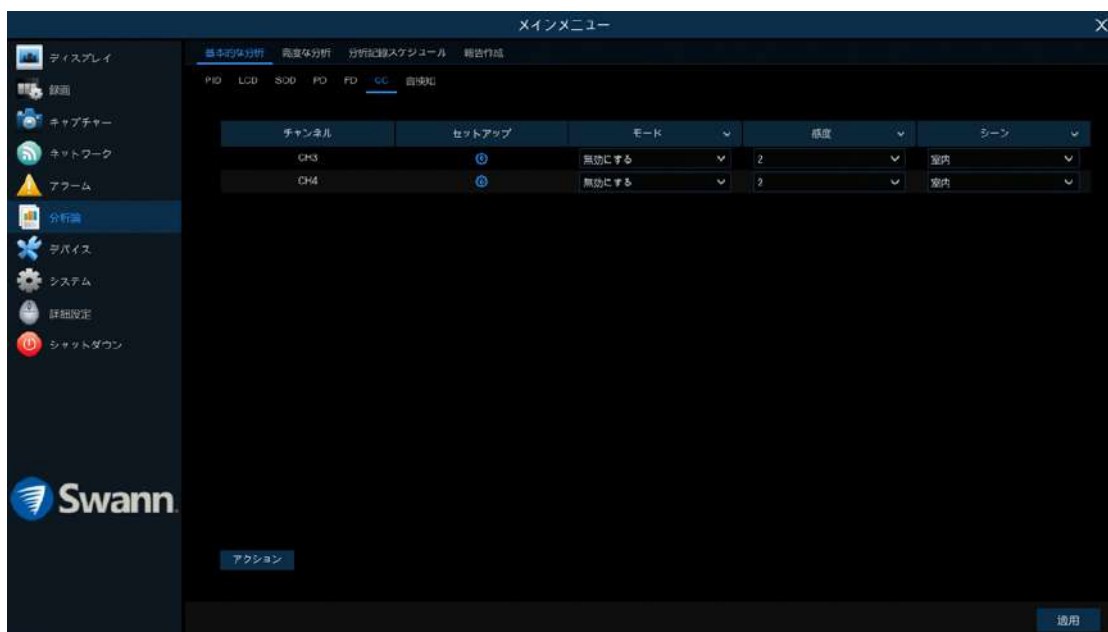 メインメニュー X
ディスプレイ
録画
キャプチャー
ネットワーク
アラーム
分析論
デバイス
システム
詳細設定
シャットダウン
Swann
基本的な分析 高度な分析 分析記録スケジュール 報告作成
PID LCD SOD PD FD CC 音検知
チャンネル セットアップ モード 感度 シーン
CH3 無効にする 2 室内
CH4 無効にする 2 室内
アクション
適用